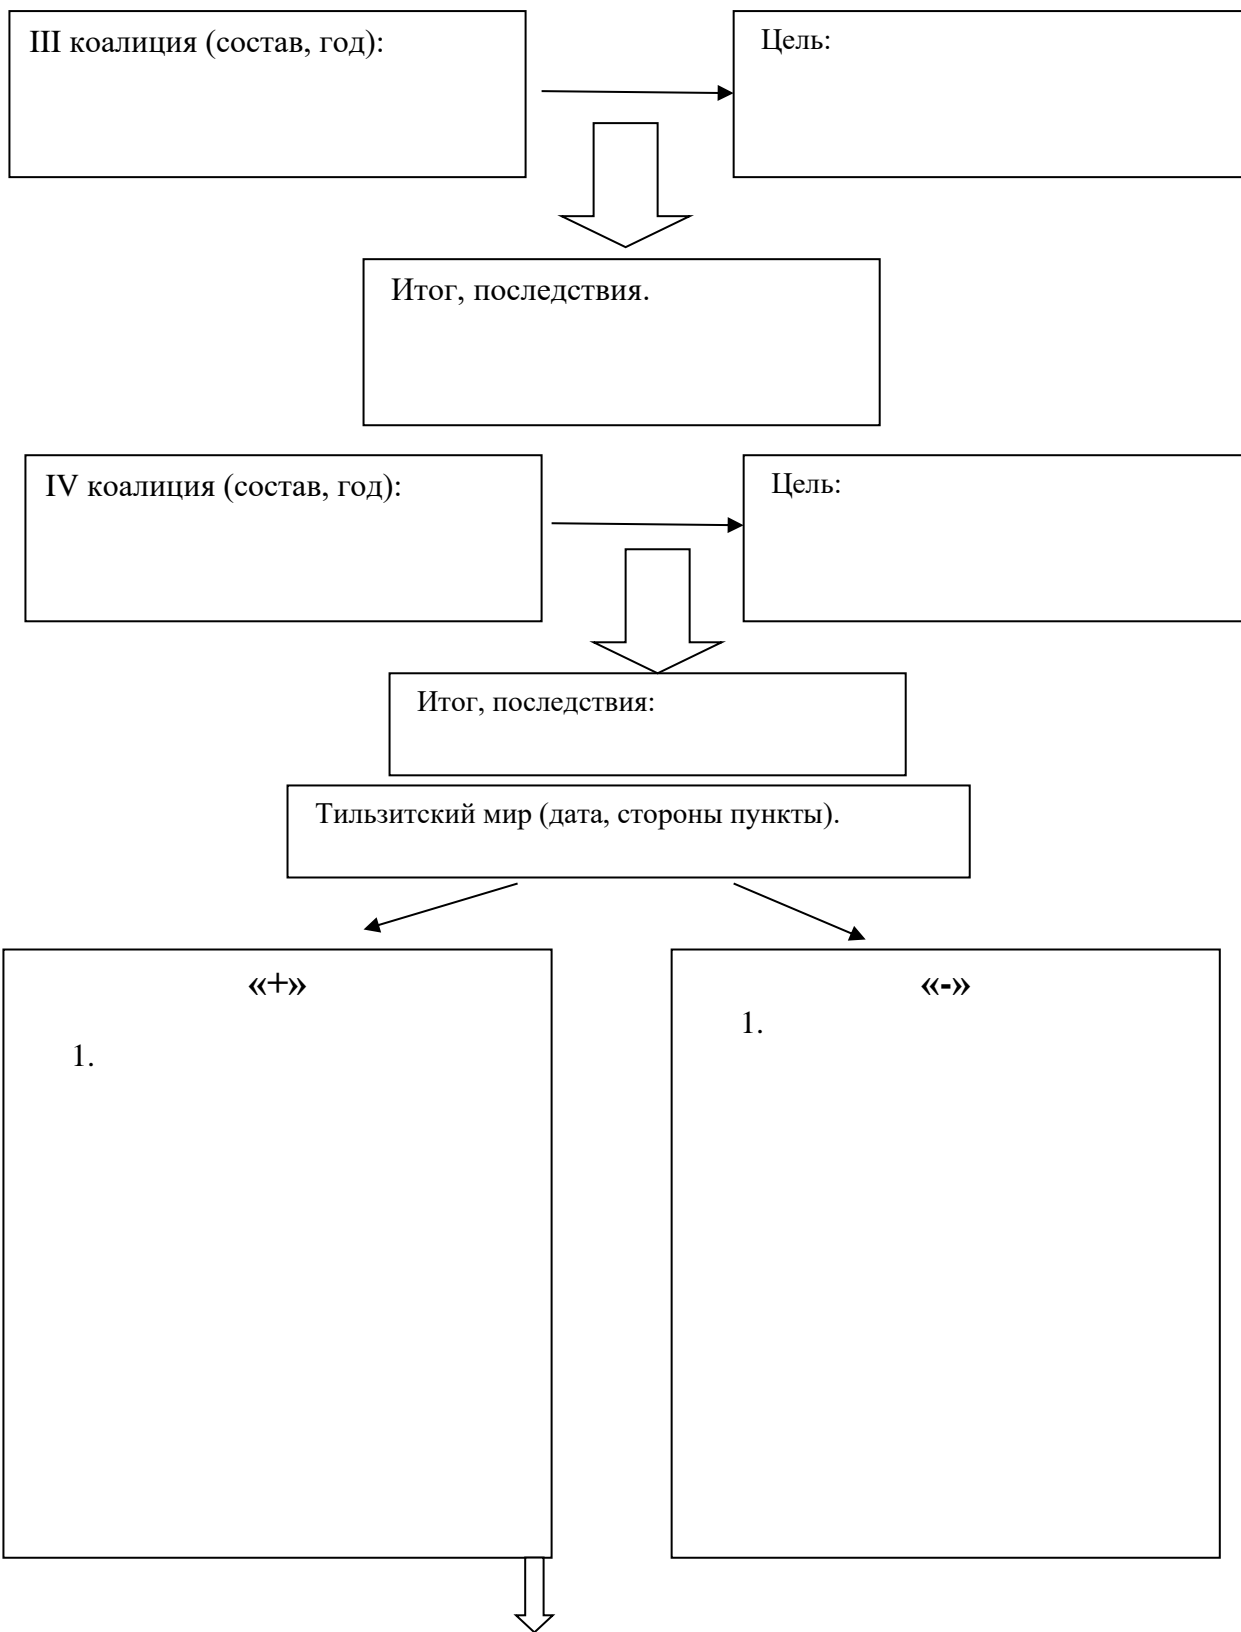 III коалиция (состав, год):
Цель:
Итог, последствия.
IV коалиция (состав, год):
Цель:
Итог, последствия:
Тильзитский мир (дата, стороны пункты).
«+»
1.
«-»
1.